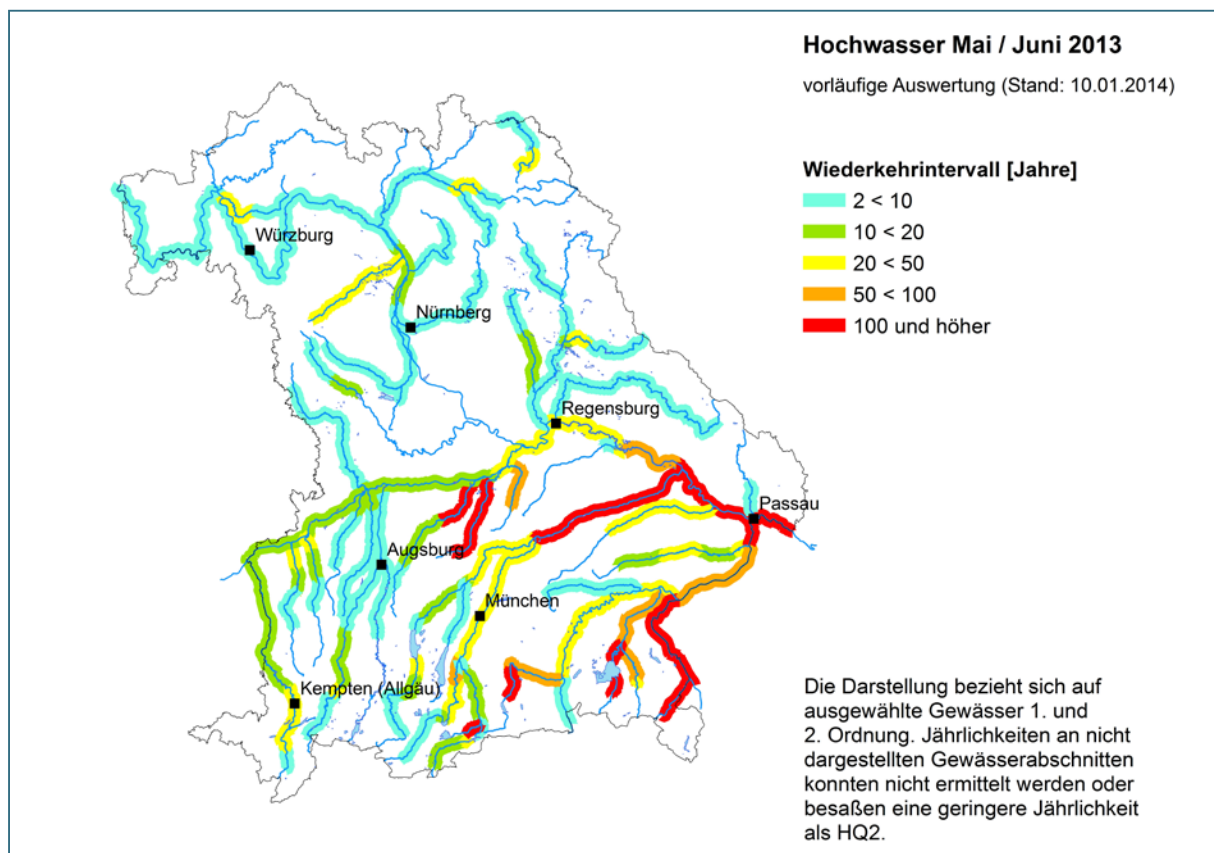 Hochwasser Mai / Juni 2013
vorläufige Auswertung (Stand: 10.01.2014)
Wiederkehrintervall [Jahre]
2 < 10
10 < 20
20 < 50
50 < 100
100 und höher
Würzburg
Nürnberg
Regensburg
Passau
Augsburg
München
Kempten (Allgäu)
Die Darstellung bezieht sich auf
ausgewählte Gewässer 1. und
2. Ordnung. Jährlichkeiten an nicht
dargestellten Gewässerabschnitten
konnten nicht ermittelt werden oder
besaßen eine geringere Jährlichkeit
als HQ2.